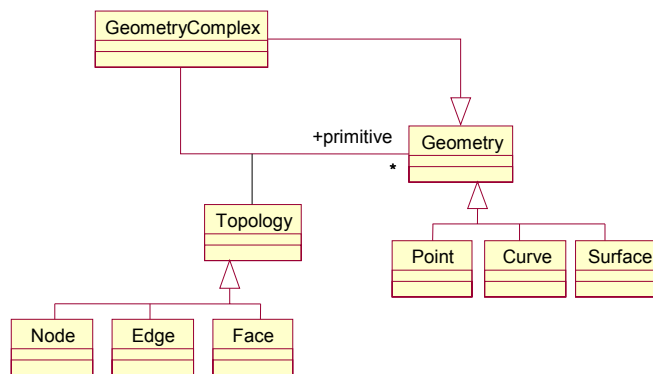 GeometryComplex
+primitive
Geometry
*
Topology
Point Curve Surface
Node Edge Face